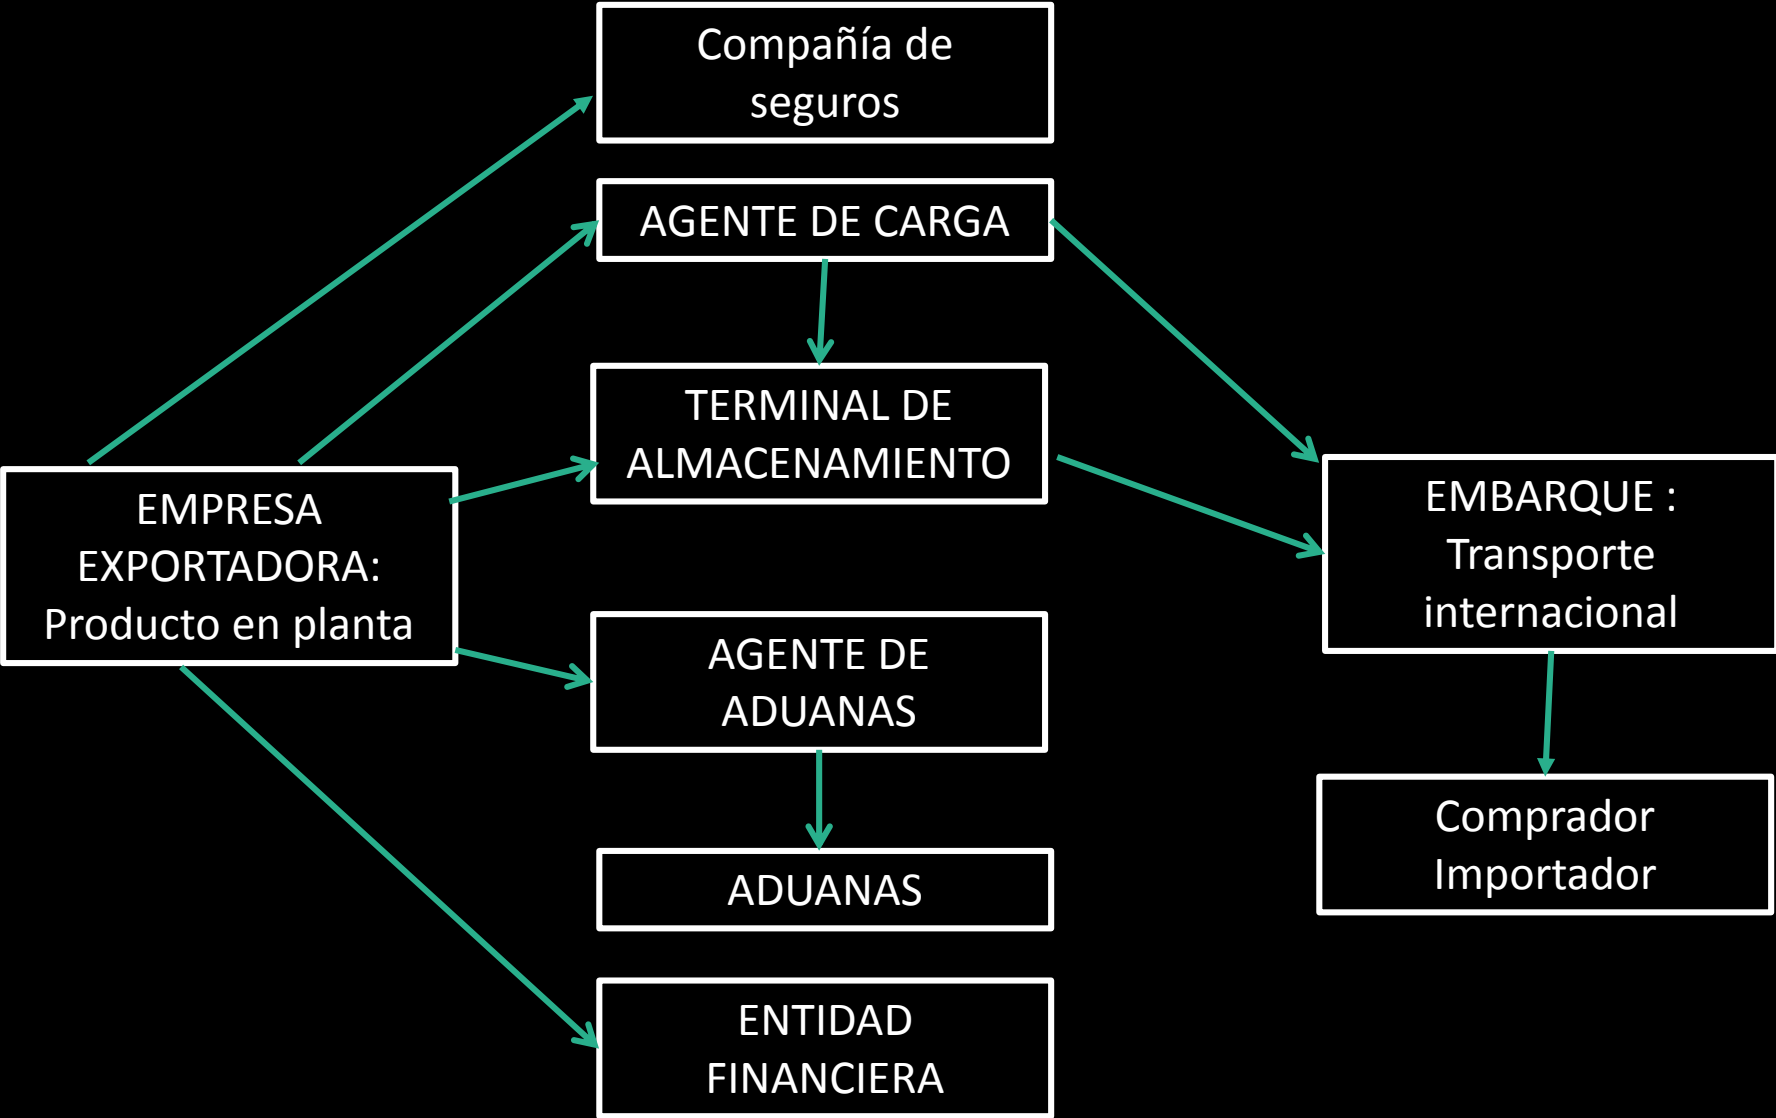 Compañía de
seguros
AGENTE DE CARGA
TERMINAL DE
ALMACENAMIENTO
EMPRESA
EXPORTADORA:
Producto en planta
EMBARQUE :
Transporte
internacional
AGENTE DE
ADUANAS
Comprador
Importador
ADUANAS
ENTIDAD
FINANCIERA